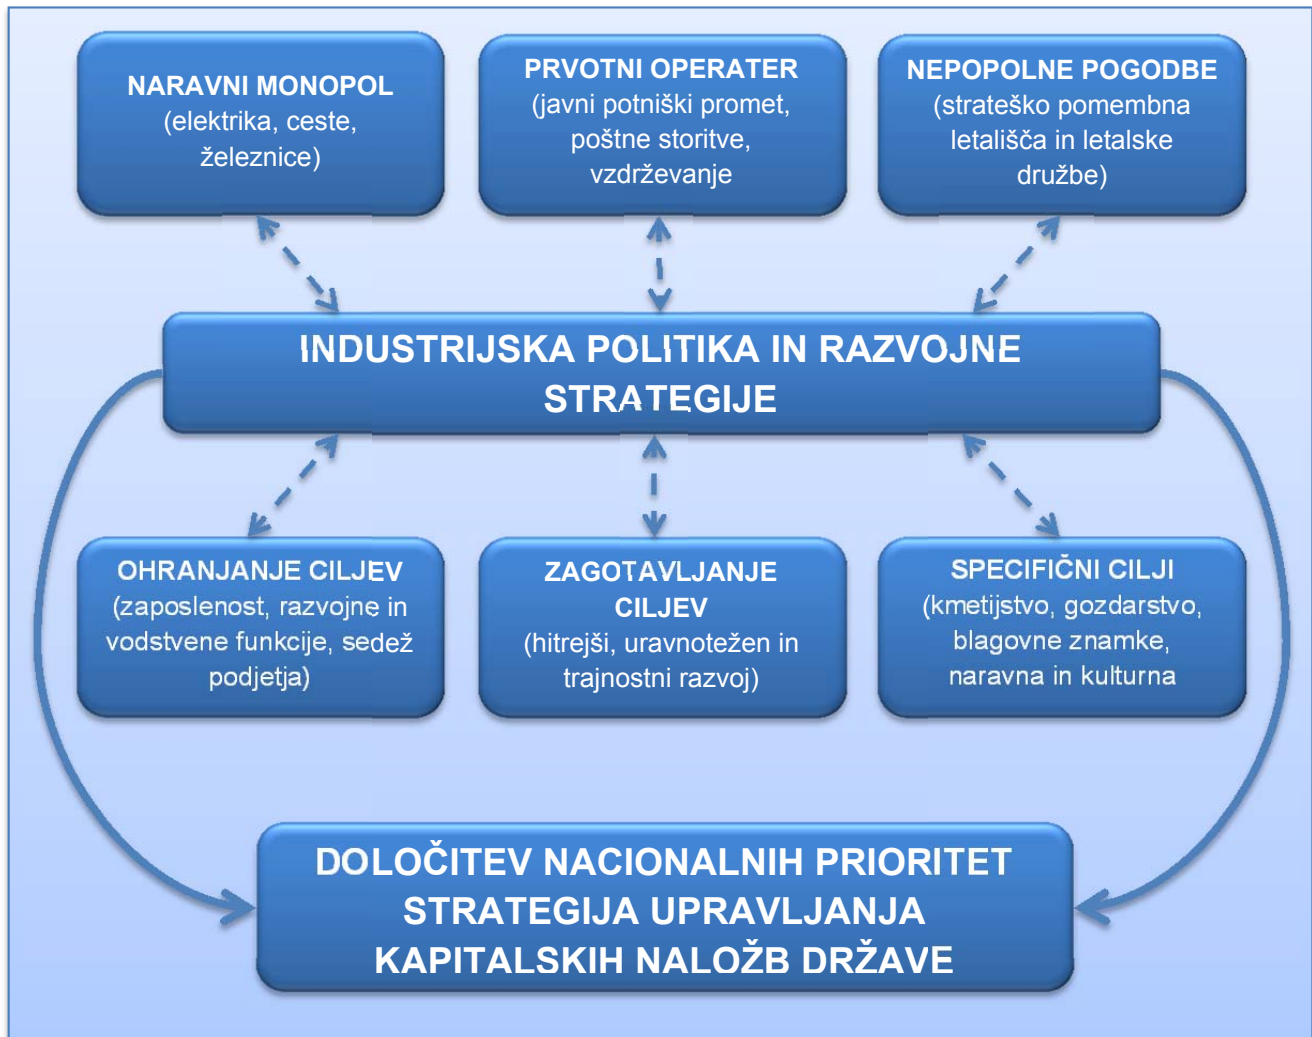 NARAVNI MONOPOL
(elektrika, ceste,
železnice)
PRVOTNI OPERATER
(javni potniški promet,
poštne storitve,
vzdrževanje
NEPOPOLNE POGODBE
(strateško pomembna
letališča in letalske
družbe)
INDUSTRIJSKA POLITIKA IN RAZVOJNE
STRATEGIJE
OHRANJANJE CILJEV
(zaposlenost, razvojne in
vodstvene funkcije, sedež
podjetja)
ZAGOTAVLJANJE
CILJEV
(hitrejši, uravnotežen in
trajnostni razvoj)
SPECIFIČNI CILJI
(kmetijstvo, gozdarstvo,
blagovne znamke,
naravna in kulturna
DOLOČITEV NACIONALNIH PRIORITET
STRATEGIJA UPRAVLJANJA
KAPITALSKIH NALOŽB DRŽAVE